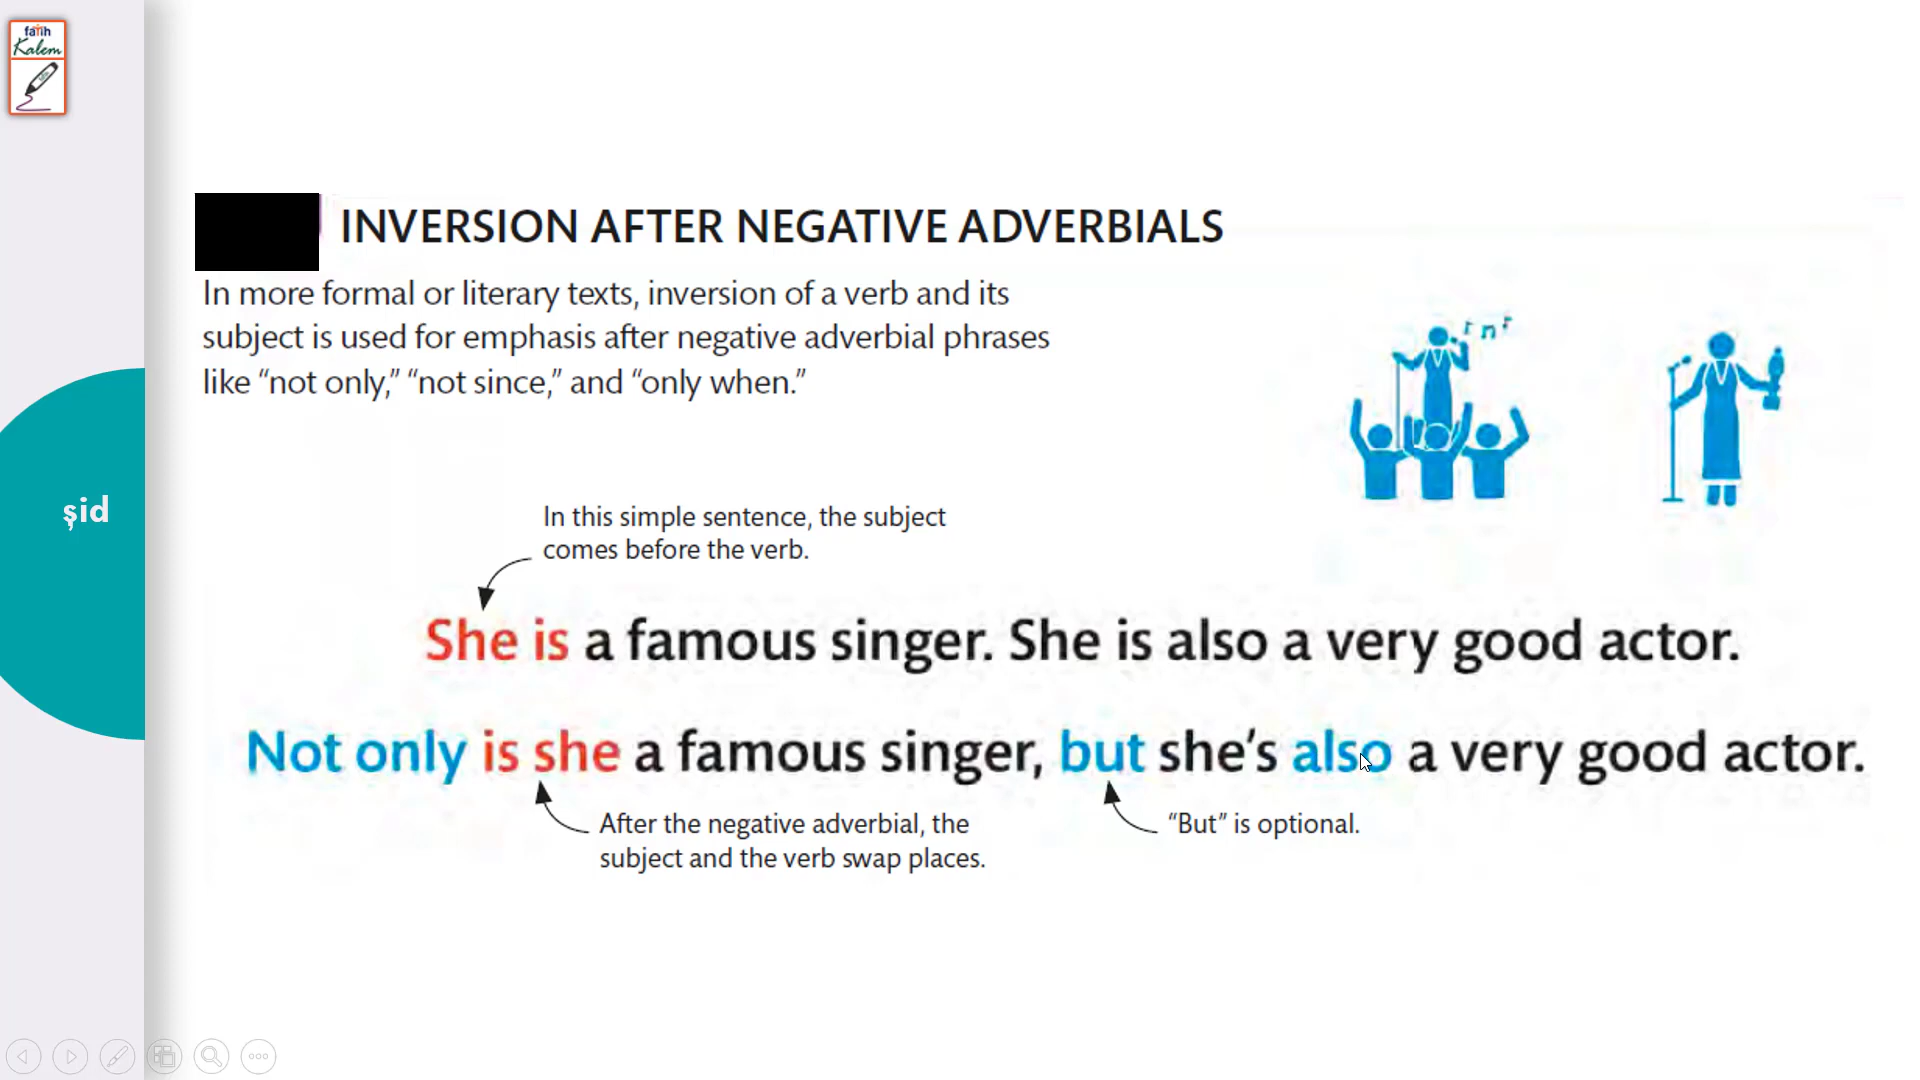 fatih
Kalem
INVERSION AFTER NEGATIVE ADVERBIALS
In more formal or literary texts, inversion of a verb and its
subject is used for emphasis after negative adverbial phrases
like “not only,” “not since,” and “only when.”
şid
In this simple sentence, the subject
comes before the verb.
She is a famous singer. She is also a very good actor.
Not only is she a famous singer, but she’s also a very good actor.
After the negative adverbial, the
subject and the verb swap places.
“But” is optional.